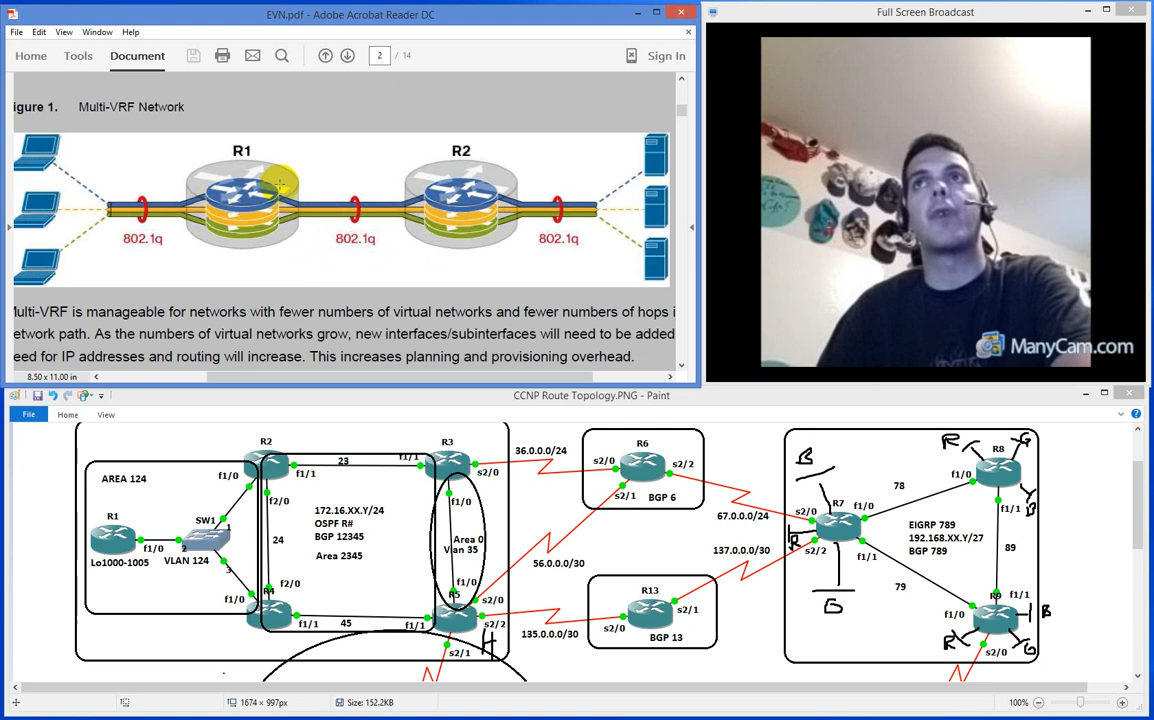 EVN.pdf - Adobe Acrobat Reader DC
File Edit View Window Help
Home Tools Document 2 / 14 Sign In
igure 1. Multi-VRF Network
R1 R2
802.1q 802.1q 802.1q
Multi-VRF is manageable for networks with fewer numbers of virtual networks and fewer numbers of hops i
etwork path. As the numbers of virtual networks grow, new interfaces/subinterfaces will need to be added
eed for IP addresses and routing will increase. This increases planning and provisioning overhead.
8.50 x 11.00 in
Full Screen Broadcast
ManyCam.com
CCNP Route Topology.PNG - Paint
File Home View
AREA 124
R1
f1/0
Lo1000-1005
SW1
1
2
3
VLAN 124
R2
f1/0
f1/1
f2/0
23
24
f2/0
R4
f1/0
f1/1
45
172.16.XX.Y/24
OSPF R#
BGP 12345
Area 2345
R3
f1/1
s2/0
f1/0
Area 0
Vlan 35
f1/0
R5
f1/1
s2/0
s2/2
s2/1
H
36.0.0.0/24
56.0.0.0/30
135.0.0.0/30
R6
s2/0
s2/1
s2/2
BGP 6
R13
s2/0
s2/1
BGP 13
67.0.0.0/24
137.0.0.0/30
B
R7
s2/0
f1/0
R
s2/2
f1/1
G
78
79
89
EIGRP 789
192.168.XX.Y/27
BGP 789
R G
R8
f1/0
f1/1
B
R9
f1/1
f1/0
B
R G
s2/0
1674 × 997px Size: 152.2KB 100%